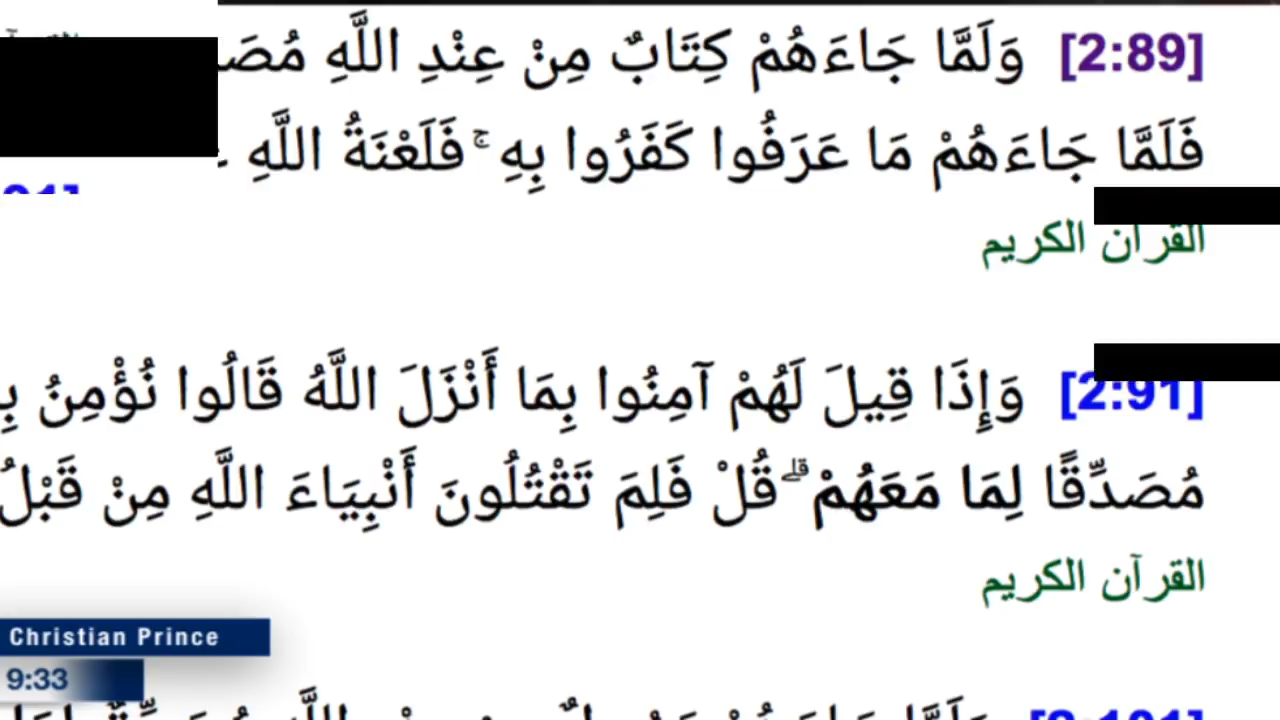 [2:89] وَلَمَّا جَاءَهُمْ كِتَابٌ مِنْ عِنْدِ اللَّهِ
فَلَمَّا جَاءَهُمْ مَا عَرَفُوا كَفَرُوا بِهِ ۚ فَلَعْنَةُ اللَّهِ
القرآن الكريم
[2:91] وَإِذَا قِيلَ لَهُمْ آمِنُوا بِمَا أَنْزَلَ اللَّهُ قَالُوا نُؤْمِنُ
مُصَدِّقًا لِمَا مَعَهُمْ ۗ قُلْ فَلِمَ تَقْتُلُونَ أَنْبِيَاءَ اللَّهِ مِنْ قَبْلُ
القرآن الكريم
Christian Prince
9:33